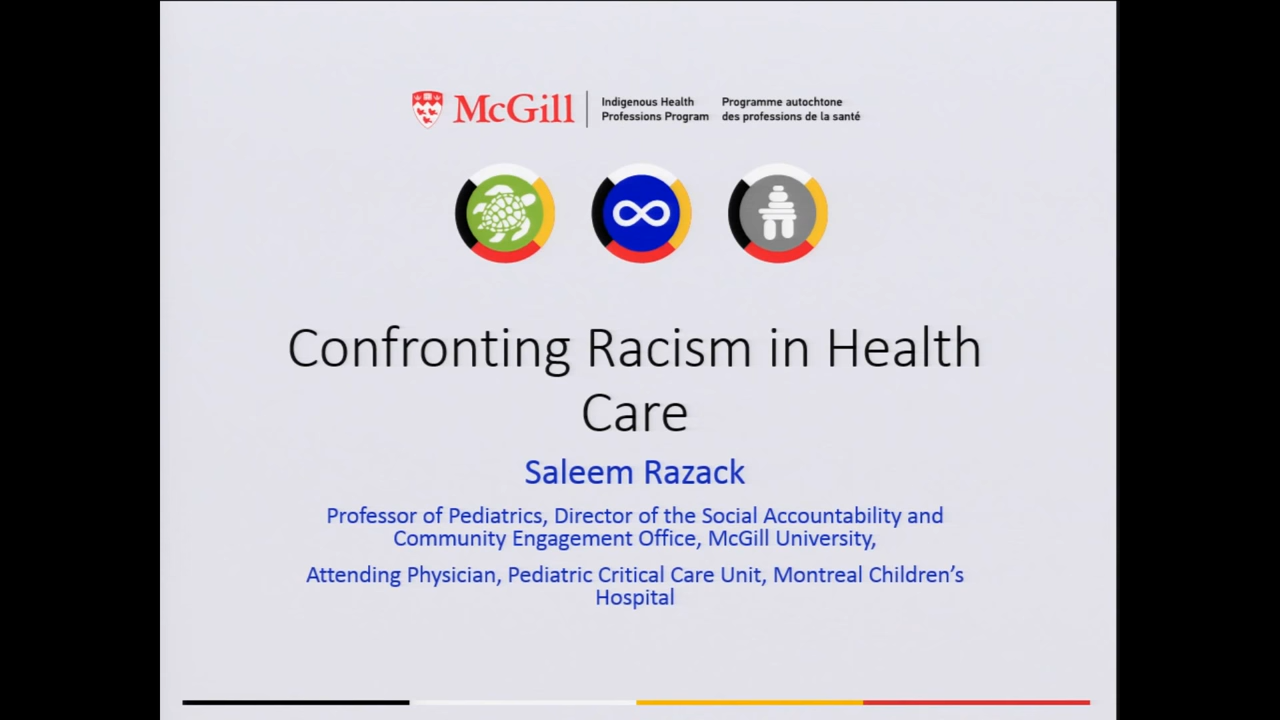 McGill
Indigenous Health
Professions Program
Programme autochtone
des professions de la santé
Confronting Racism in Health
Care
Saleem Razack
Professor of Pediatrics, Director of the Social Accountability and
Community Engagement Office, McGill University,
Attending Physician, Pediatric Critical Care Unit, Montreal Children’s
Hospital